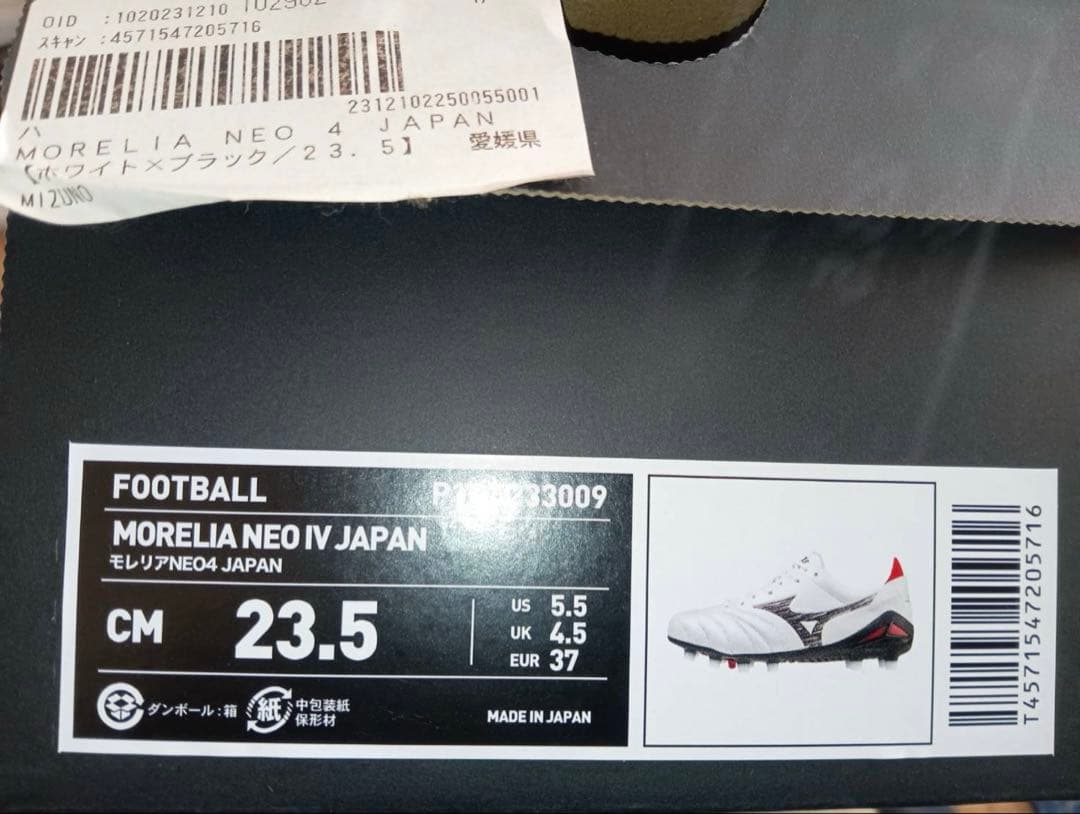 OID :1020231210
スキャン :4571547205716
2312102250055001
ハ
MORELIA NEO 4 JAPAN
【ホワイト×ブラック/23.5】
愛媛県
MIZUNO
FOOTBALL
MORELIA NEO IV JAPAN
モレリアNEO4 JAPAN
CM 23.5
US 5.5
UK 4.5
EUR 37
ダンボール:箱
紙 中包装紙
保形材
MADE IN JAPAN
T4571547205716